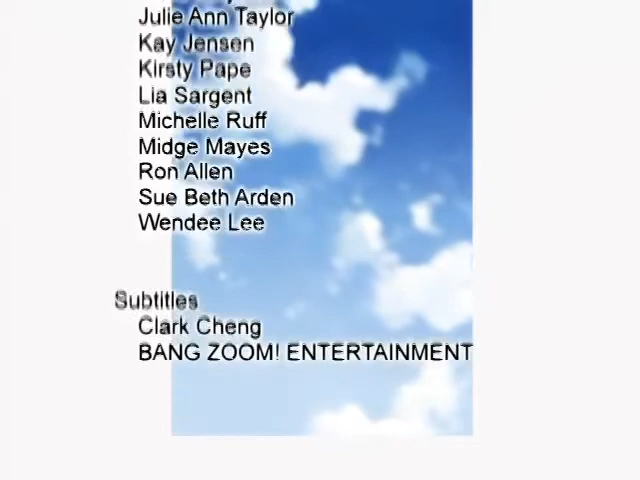 Julie Ann Taylor
Kay Jensen
Kirsty Pape
Lia Sargent
Michelle Ruff
Midge Mayes
Ron Allen
Sue Beth Arden
Wendee Lee
Subtitles
Clark Cheng
BANG ZOOM! ENTERTAINMENT